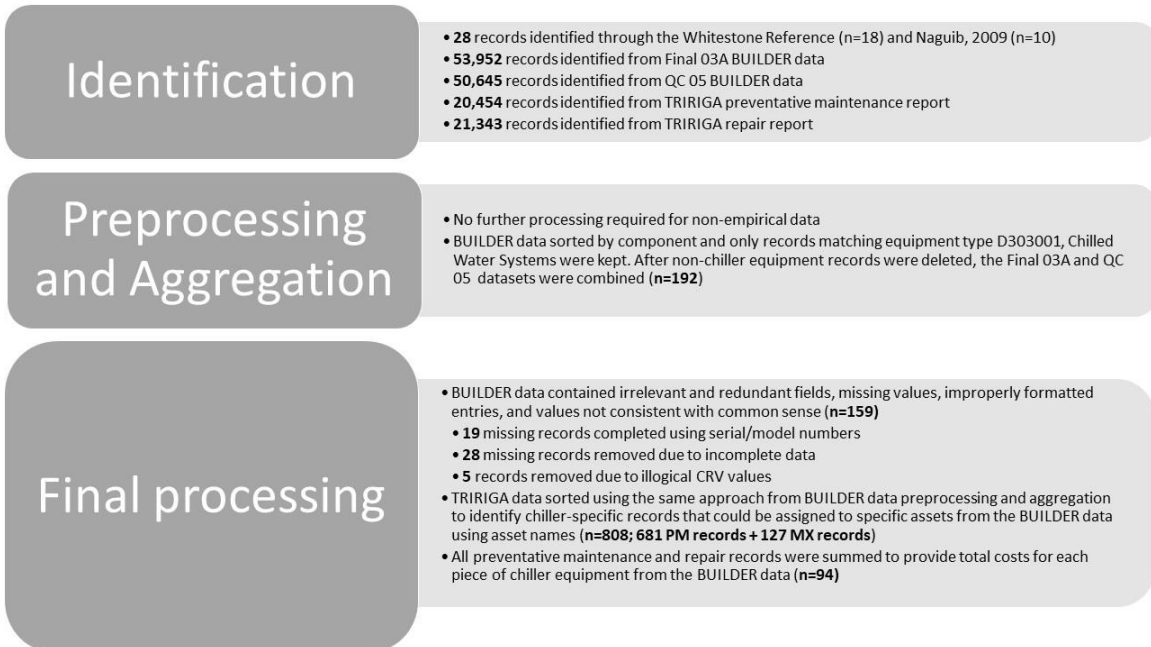 Identification
• 28 records identified through the Whitestone Reference (n=18) and Naguib, 2009 (n=10)
• 53,952 records identified from Final 03A BUILDER data
• 50,645 records identified from QC 05 BUILDER data
• 20,454 records identified from TRIRIGA preventative maintenance report
• 21,343 records identified from TRIRIGA repair report
Preprocessing
and Aggregation
• No further processing required for non-empirical data
• BUILDER data sorted by component and only records matching equipment type D303001, Chilled
Water Systems were kept. After non-chiller equipment records were deleted, the Final 03A and QC
05 datasets were combined (n=192)
Final processing
• BUILDER data contained irrelevant and redundant fields, missing values, improperly formatted
entries, and values not consistent with common sense (n=159)
• 19 missing records completed using serial/model numbers
• 28 missing records removed due to incomplete data
• 5 records removed due to illogical CRV values
• TRIRIGA data sorted using the same approach from BUILDER data preprocessing and aggregation
to identify chiller-specific records that could be assigned to specific assets from the BUILDER data
using asset names (n=808; 681 PM records + 127 MX records)
• All preventative maintenance and repair records were summed to provide total costs for each
piece of chiller equipment from the BUILDER data (n=94)